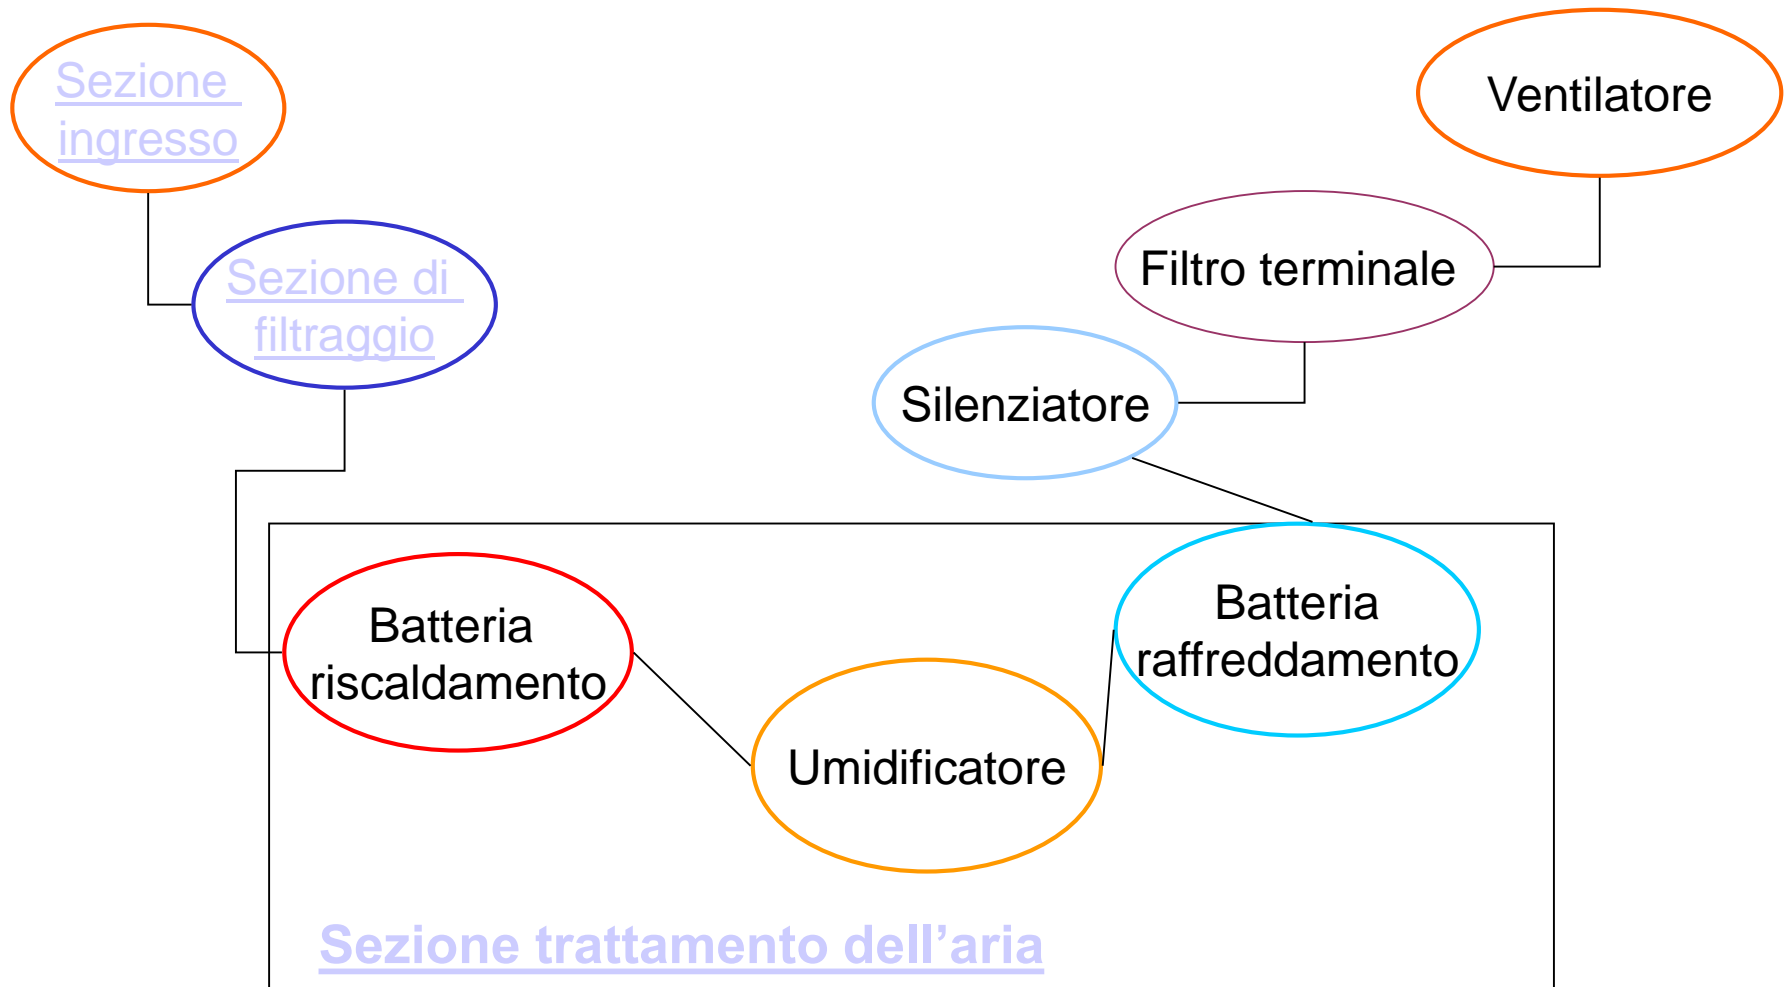 Sezione
ingresso
Ventilatore
Sezione di
filtraggio
Filtro terminale
Silenziatore
Batteria
riscaldamento
Batteria
raffreddamento
Umidificatore
Sezione trattamento dell’aria